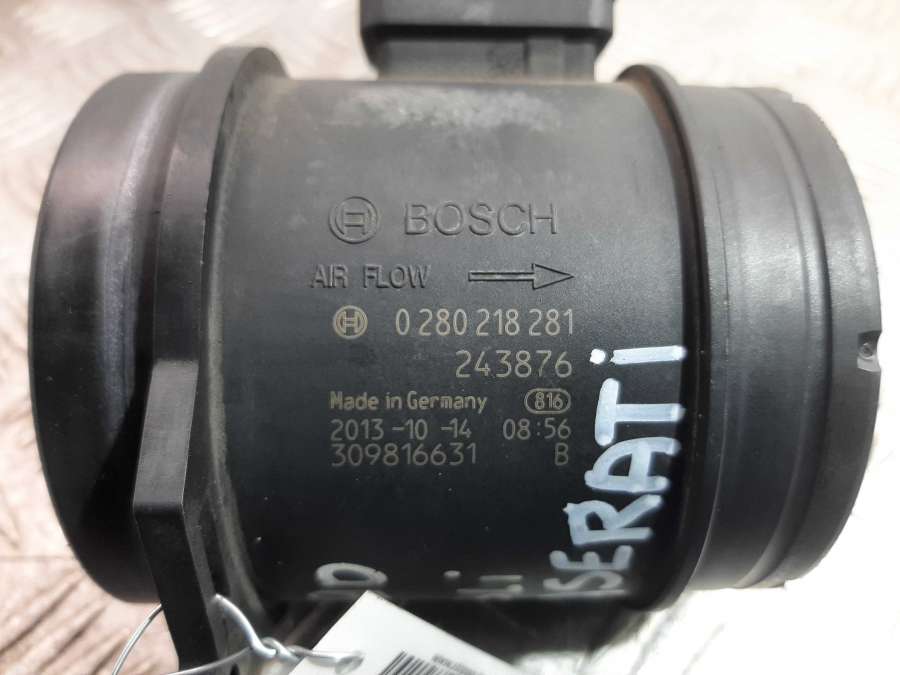 BOSCH
AIR FLOW
0 280 218 281
243876
Made in Germany 816
2013-10-14 08:56
309816631 B
SERATi